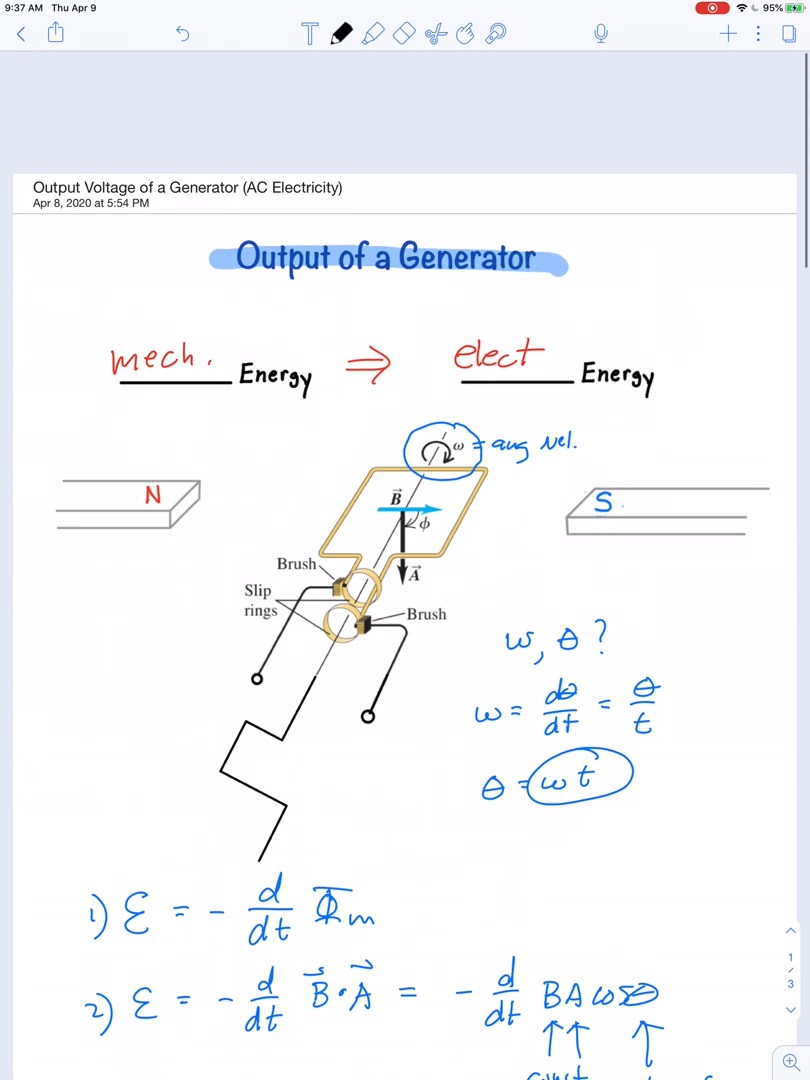 9:37 AM Thu Apr 9
95%
Output Voltage of a Generator (AC Electricity)
Apr 8, 2020 at 5:54 PM
Output of a Generator
mech. Energy ⇒ elect Energy
ω = ang vel.
N
S
B⃗
ϕ
A⃗
Brush
Slip
rings
Brush
ω, θ ?
ω = dθ/dt = θ/t
θ = ωt
1) ℰ = - d/dt Φm
2) ℰ = - d/dt B⃗ · A⃗ = - d/dt BA cosθ
const
1
/
3